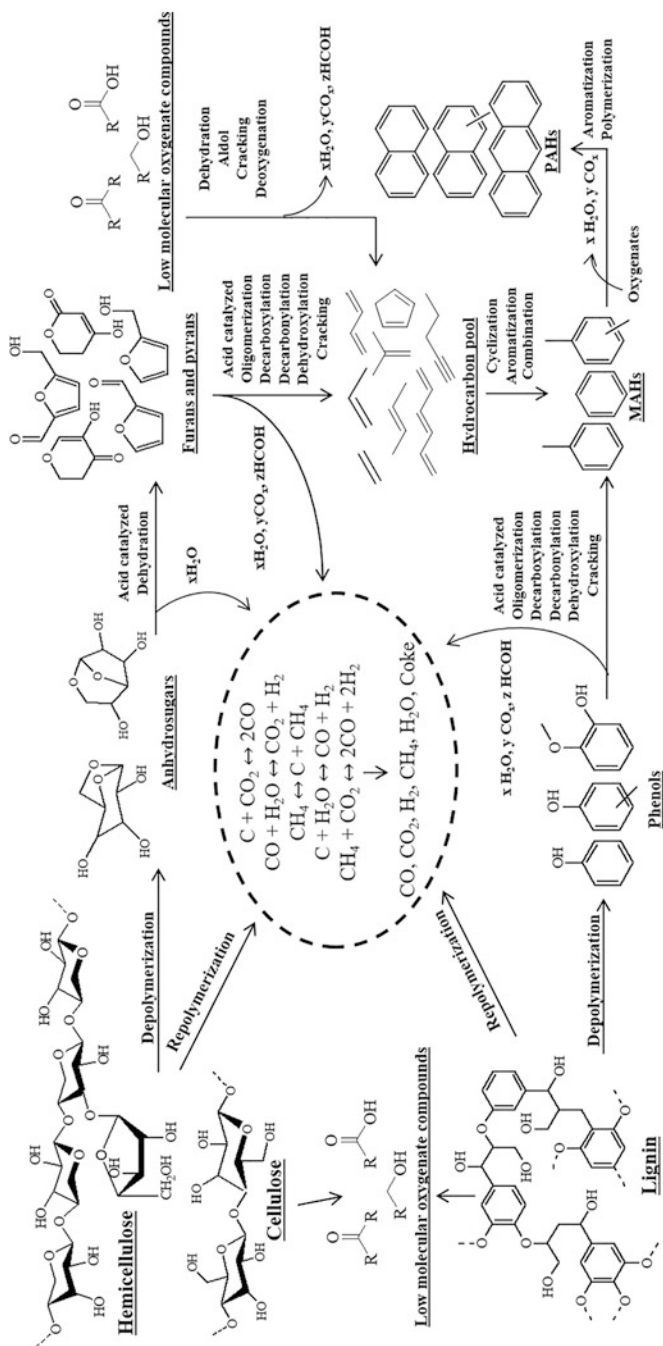 Hemicellulose
HO
OH
O
CH₂OH
Cellulose
Low molecular oxygenate compounds
R
OH
Lignin
Depolymerization
Repolymerization
Repolymerization
Depolymerization
Anhydrosugars
Acid catalyzed
Dehydration
xH₂O
C + CO₂ ↔ 2CO
CO + H₂O ↔ CO₂ + H₂
CH₄ ↔ C + CH₄
C + H₂O ↔ CO + H₂
CH₄ + CO₂ ↔ 2CO + 2H₂
CO, CO₂, H₂, CH₄, H₂O, Coke
Phenols
x H₂O, y COₓ, z HCOH
Acid catalyzed
Oligomerization
Decarboxylation
Decarbonylation
Dehydroxylation
Cracking
Furans and pyrans
xH₂O, yCOₓ, zHCOH
Acid catalyzed
Oligomerization
Decarboxylation
Decarbonylation
Dehydroxylation
Cracking
Hydrocarbon pool
Cyclization
Aromatization
Combination
MAHs
Low molecular oxygenate compounds
Dehydration
Aldol
Cracking
Deoxygenation
xH₂O, yCOₓ, zHCOH
PAHs
x H₂O, y COₓ
Oxygenates
Aromatization
Polymerization